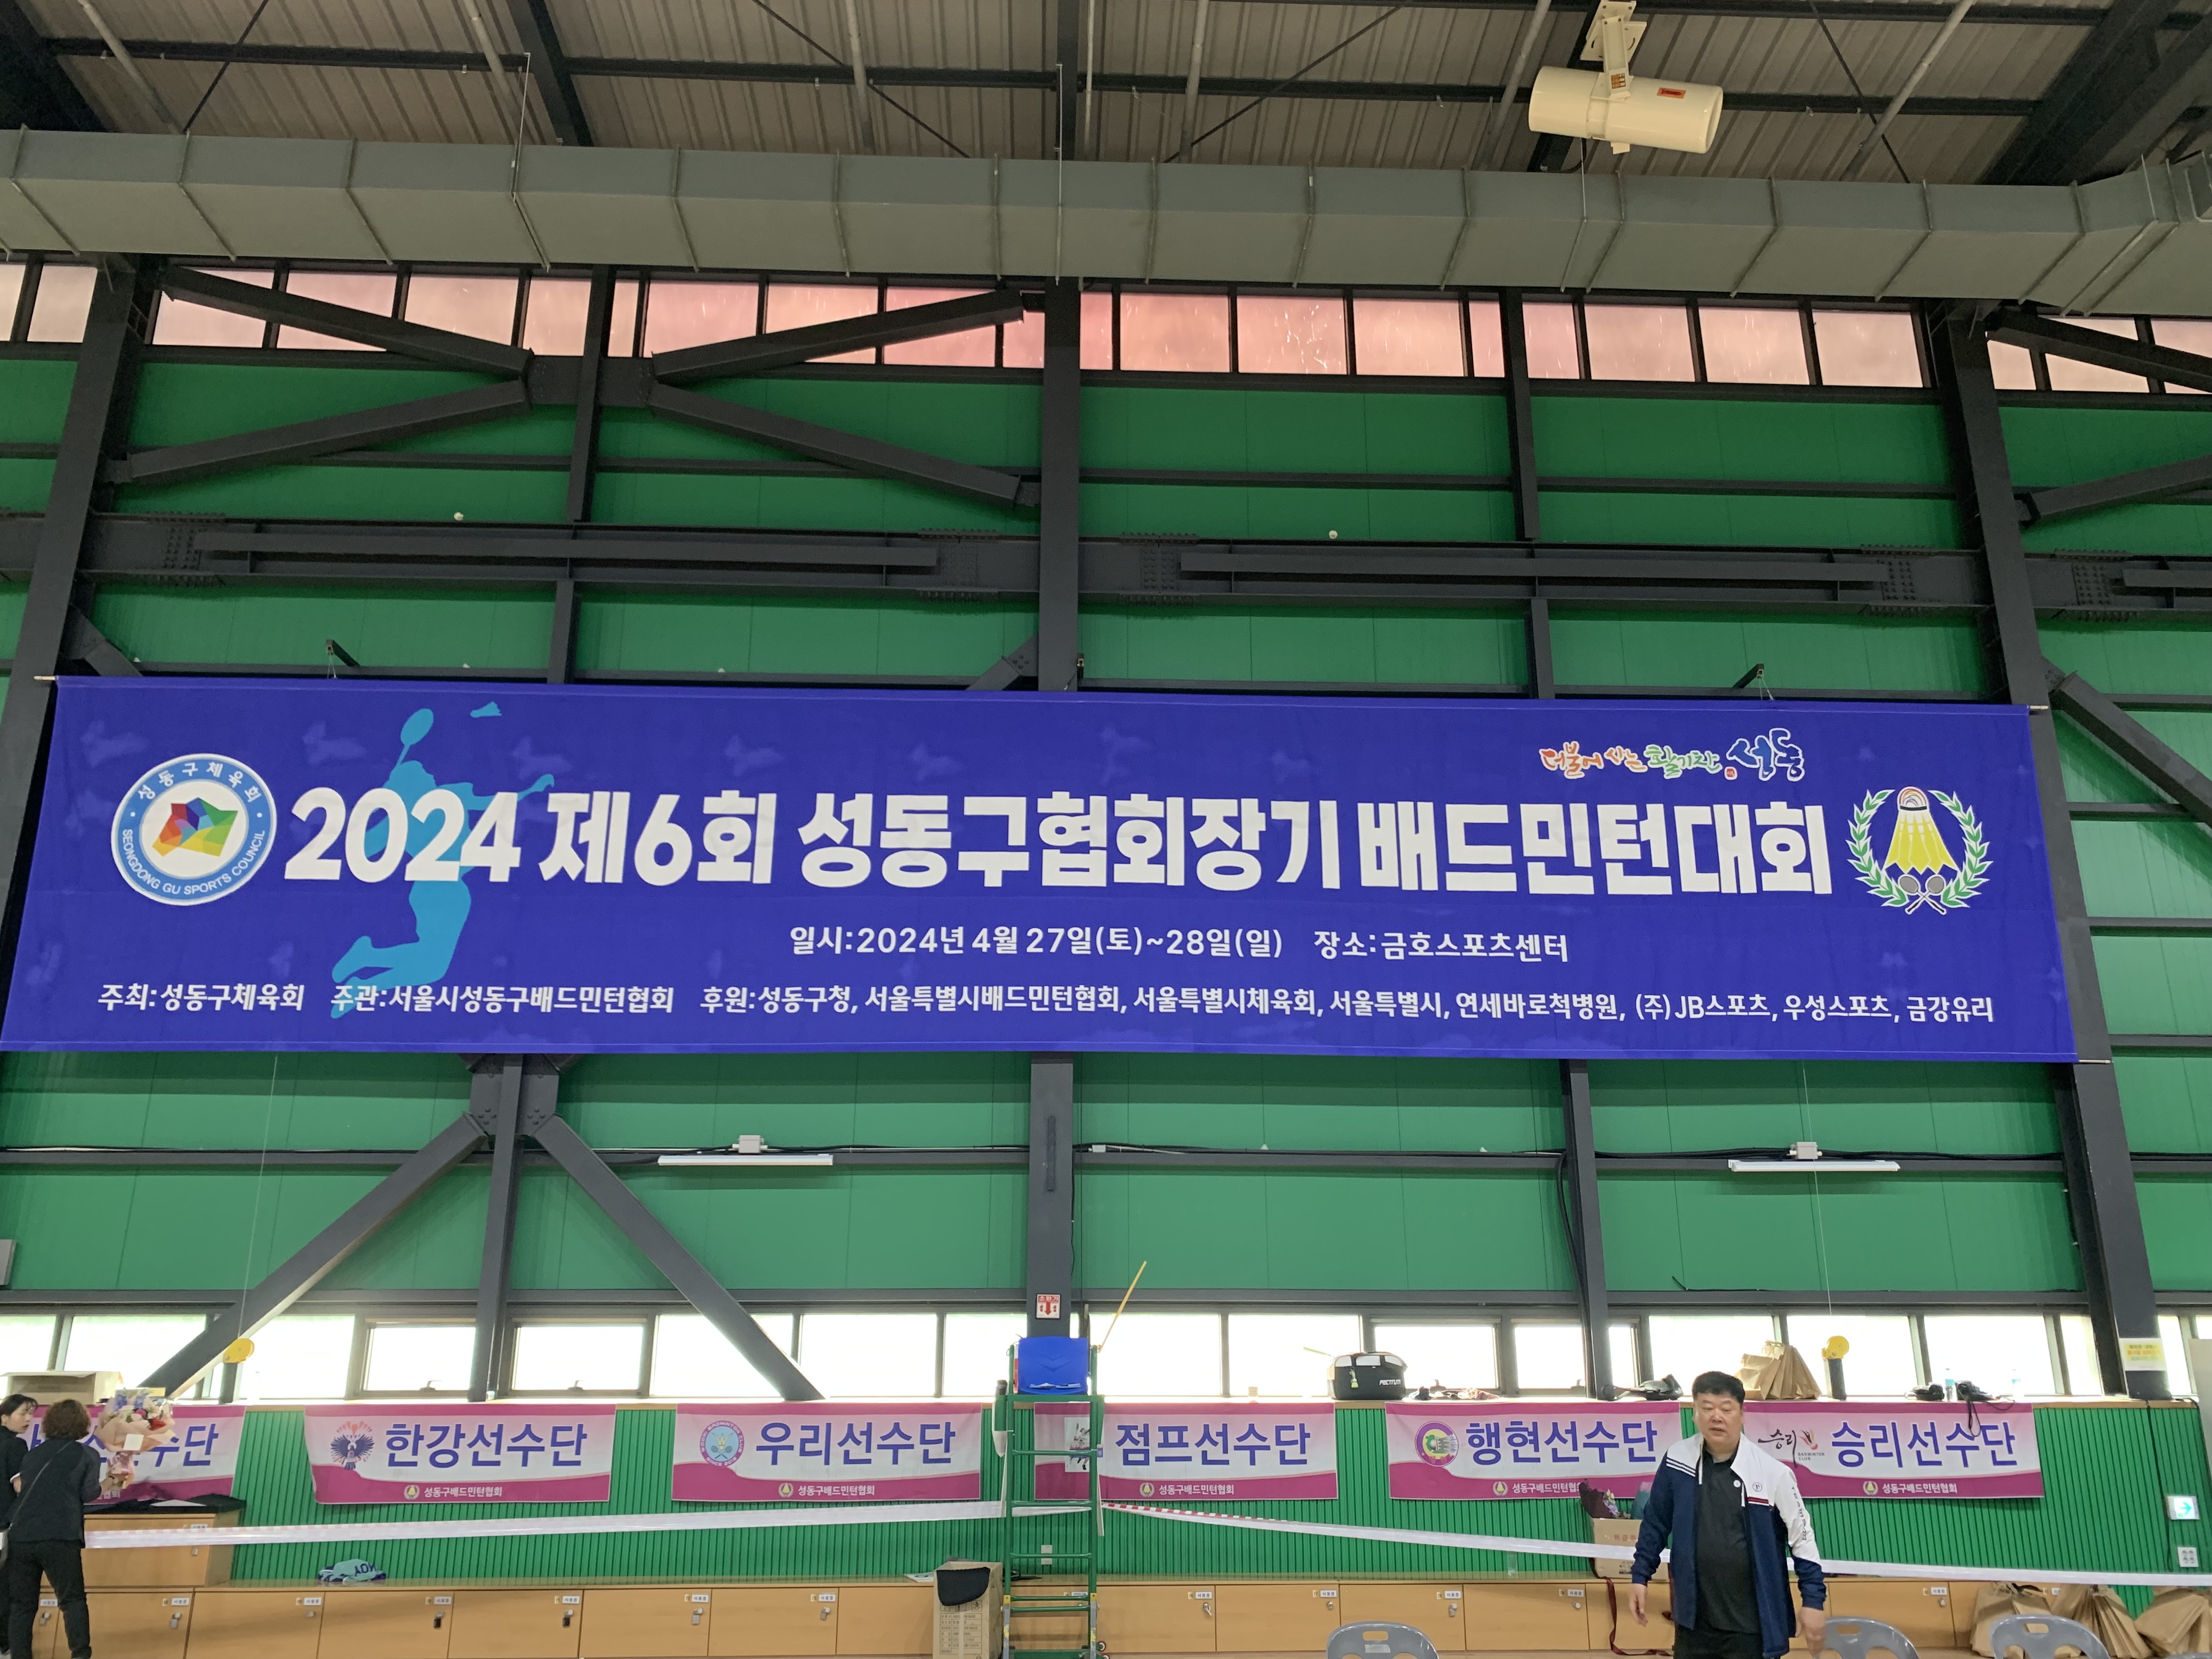 더불어 사는 활기찬 성동
성동구체육회
SEONGDONG GU SPORTS COUNCIL
2024 제6회 성동구협회장기 배드민턴대회
일시:2024년 4월 27일(토)~28일(일) 장소:금호스포츠센터
주최:성동구체육회 주관:서울시성동구배드민턴협회 후원:성동구청, 서울특별시배드민턴협회, 서울특별시체육회, 서울특별시, 연세바로척병원, (주)JB스포츠, 우성스포츠, 금강유리
소화기
수단
한강선수단
성동구배드민턴협회
우리선수단
성동구배드민턴협회
점프선수단
성동구배드민턴협회
행현선수단
성동구배드민턴협회
승리
승리선수단
성동구배드민턴협회